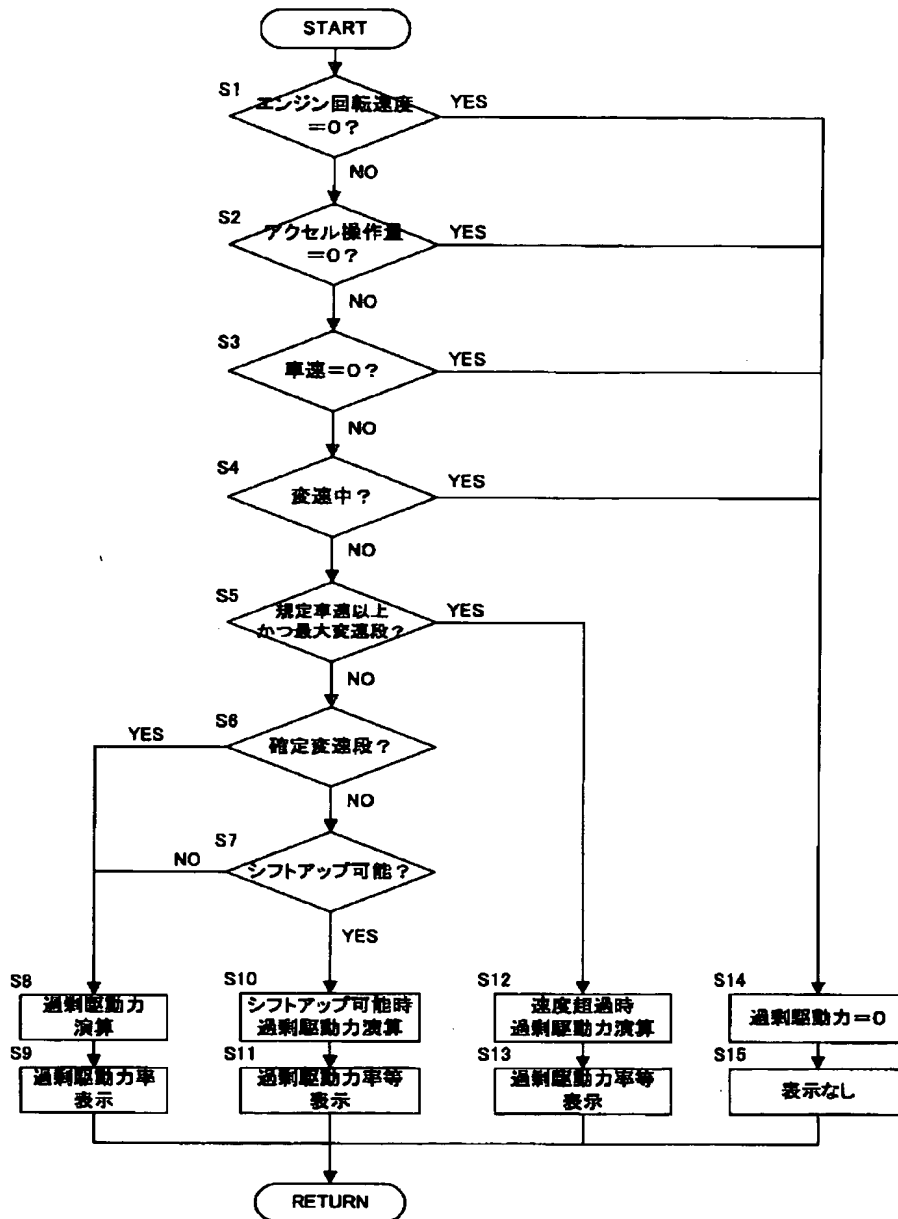 START
S1
エンジン回転速度
=0?
YES
NO
S2
アクセル操作量
=0?
YES
NO
S3
車速=0?
YES
NO
S4
変速中?
YES
NO
S5
規定車速以上
かつ最大変速段?
YES
NO
S6
確定変速段?
YES
NO
S7
シフトアップ可能?
NO
YES
S8
過剰駆動力
演算
S9
過剰駆動力率
表示
S10
シフトアップ可能時
過剰駆動力演算
S11
過剰駆動力率等
表示
S12
速度超過時
過剰駆動力演算
S13
過剰駆動力率等
表示
S14
過剰駆動力=0
S15
表示なし
RETURN